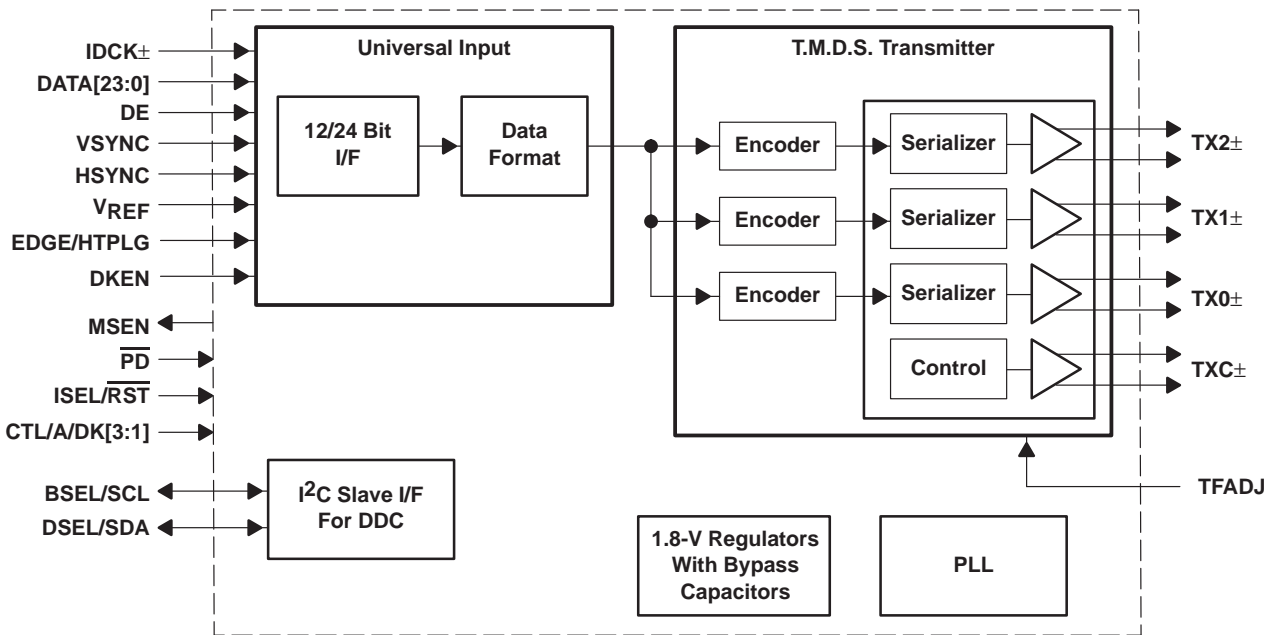 Universal Input
T.M.D.S. Transmitter
IDCK±
DATA[23:0]
DE
VSYNC
HSYNC
VREF
EDGE/HTPLG
DKEN
MSEN
PD
ISEL/RST
CTL/A/DK[3:1]
BSEL/SCL
DSEL/SDA
12/24 Bit
I/F
Data
Format
Encoder
Serializer
TX2±
Encoder
Serializer
TX1±
Encoder
Serializer
TX0±
Control
TXC±
TFADJ
I2C Slave I/F
For DDC
1.8-V Regulators
With Bypass
Capacitors
PLL